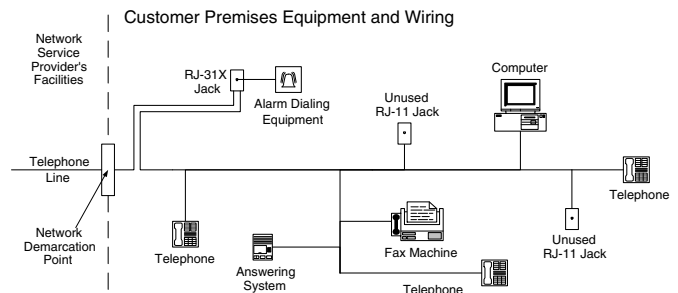 Customer Premises Equipment and Wiring
Network
Service
Provider's
Facilities
RJ-31X
Jack
Alarm Dialing
Equipment
Unused
RJ-11 Jack
Computer
Telephone
Line
Telephone
Network
Demarcation
Point
Telephone
Answering
System
Fax Machine
Unused
RJ-11 Jack
Telephone